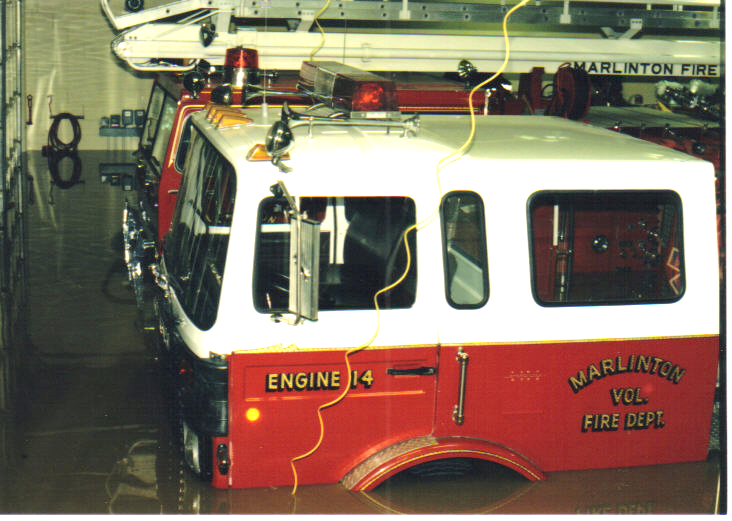 MARLINTON FIRE
ENGINE 14
MARLINTON
VOL.
FIRE DEPT.